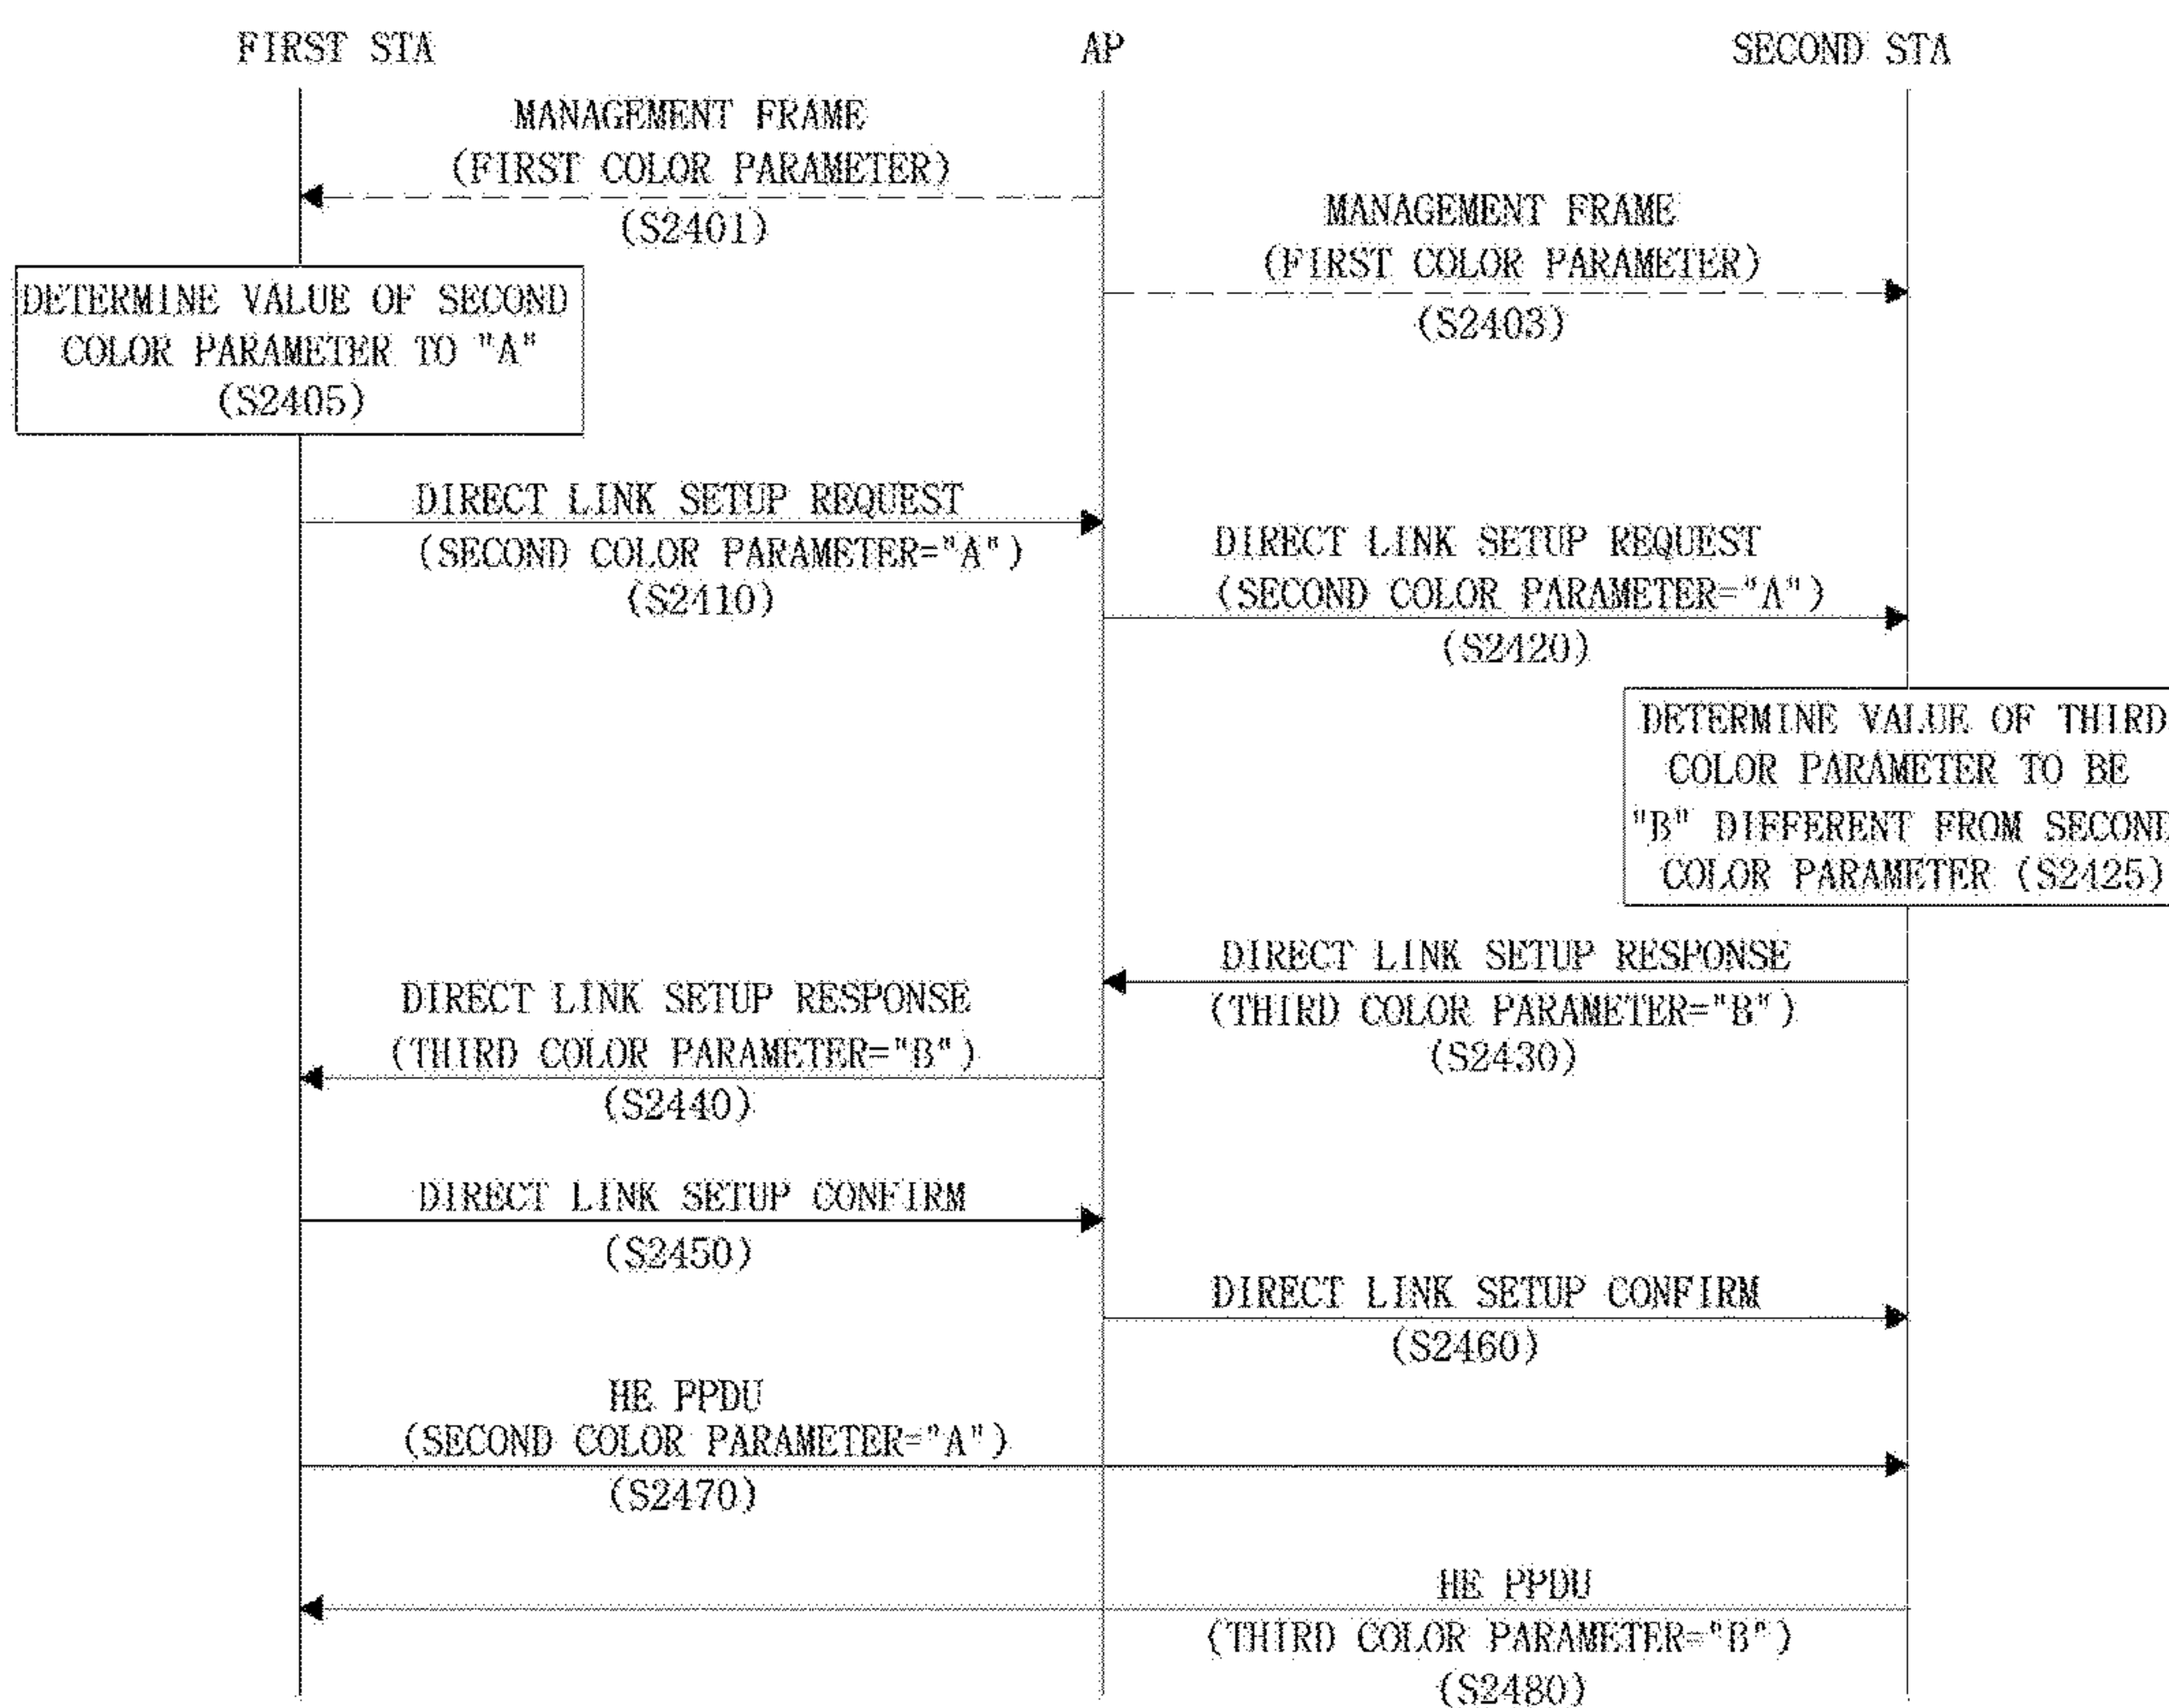 FIRST STA
AP
SECOND STA
MANAGEMENT FRAME
(FIRST COLOR PARAMETER)
(S2401)
MANAGEMENT FRAME
(FIRST COLOR PARAMETER)
(S2403)
DETERMINE VALUE OF SECOND
COLOR PARAMETER TO "A"
(S2405)
DIRECT LINK SETUP REQUEST
(SECOND COLOR PARAMETER="A")
(S2410)
DIRECT LINK SETUP REQUEST
(SECOND COLOR PARAMETER="A")
(S2420)
DETERMINE VALUE OF THIRD
COLOR PARAMETER TO BE
"B" DIFFERENT FROM SECOND
COLOR PARAMETER (S2425)
DIRECT LINK SETUP RESPONSE
(THIRD COLOR PARAMETER="B")
(S2430)
DIRECT LINK SETUP RESPONSE
(THIRD COLOR PARAMETER="B")
(S2440)
DIRECT LINK SETUP CONFIRM
(S2450)
DIRECT LINK SETUP CONFIRM
(S2460)
HE PPDU
(SECOND COLOR PARAMETER="A")
(S2470)
HE PPDU
(THIRD COLOR PARAMETER="B")
(S2480)